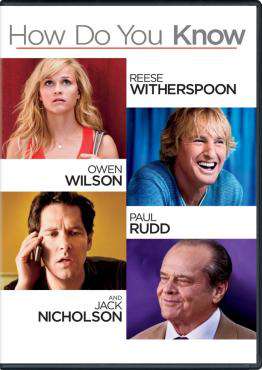 How Do You Know
REESE
WITHERSPOON
OWEN
WILSON
PAUL
RUDD
AND
JACK
NICHOLSON